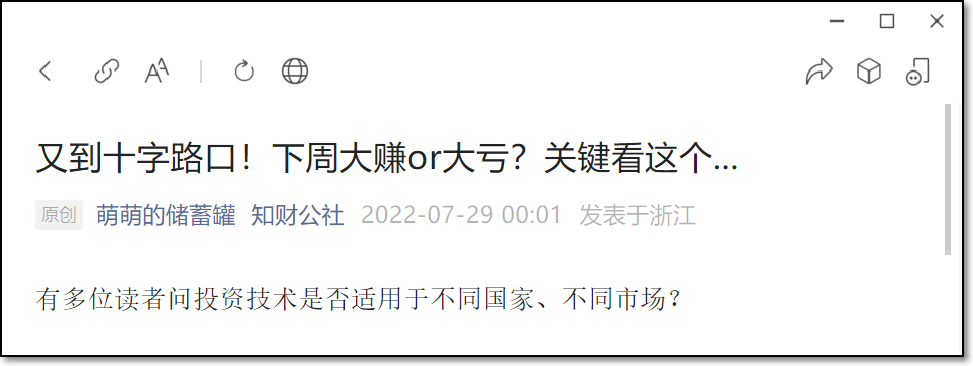 又到十字路口！下周大赚or大亏？关键看这个...
原创 萌萌的储蓄罐 知财公社 2022-07-29 00:01 发表于浙江
有多位读者问投资技术是否适用于不同国家、不同市场？